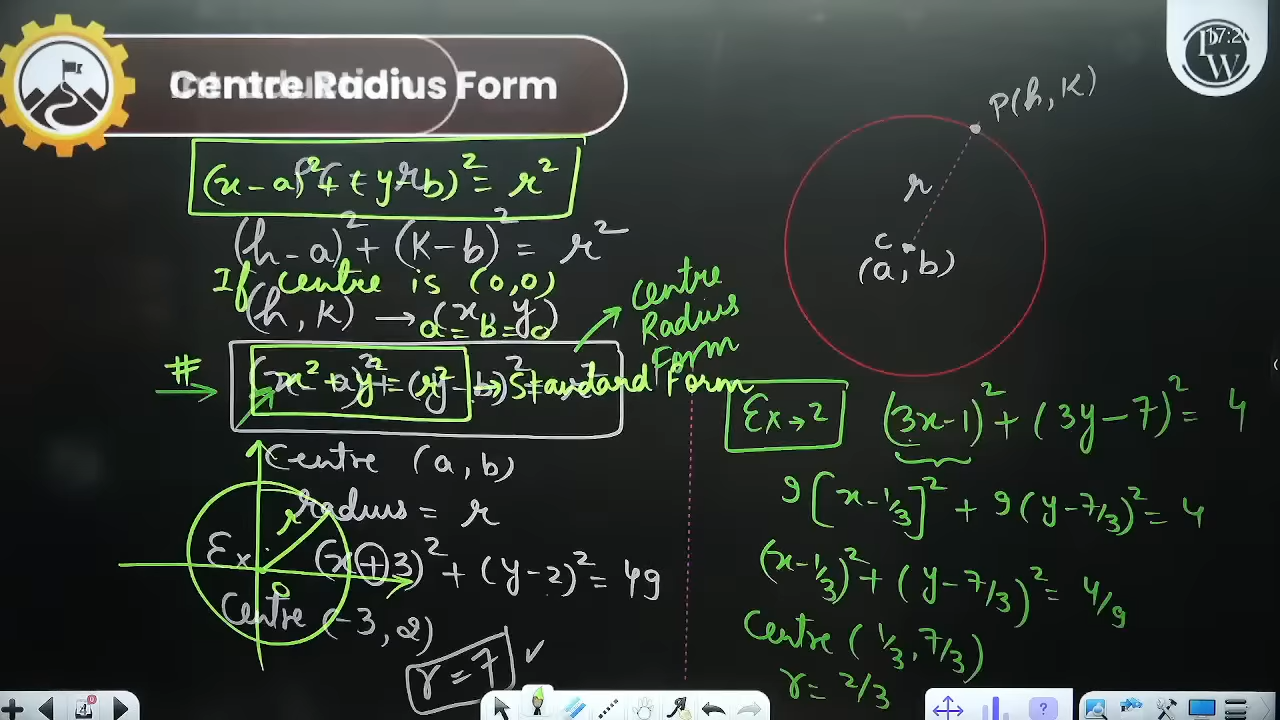 Centre Radius Form
(x-a)² + (y-b)² = r²
(h-a)² + (K-b)² = r²
If centre is (0,0)
(h, K) → (x, y)
a = b = 0
x² + y² = r² → Standard Form
Centre Radius Form
#
Centre (a, b)
radius = r
r
Ex (x+3)² + (y-2)² = 49
0
Centre (-3, 2)
r = 7 ✓
P(h, K)
r
C
(a, b)
Ex→2 (3x-1)² + (3y-7)² = 4
9[x-1/3]² + 9(y-7/3)² = 4
(x-1/3)² + (y-7/3)² = 4/9
Centre (1/3, 7/3)
r = 2/3